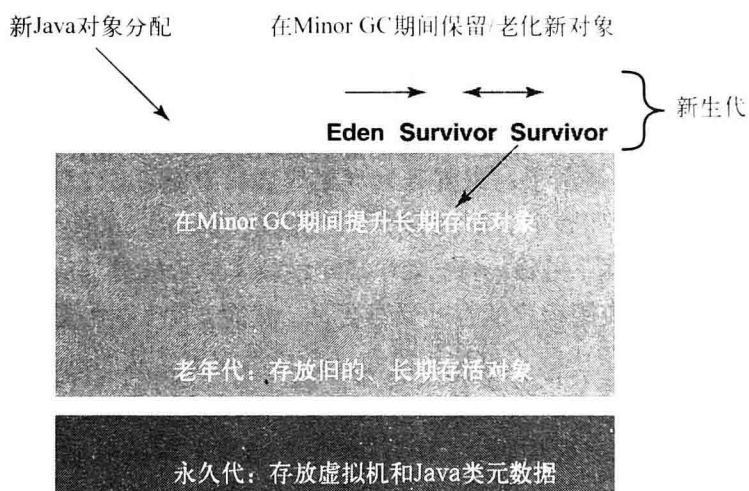 新Java对象分配
在Minor GC期间保留/老化新对象
新生代
Eden Survivor Survivor
在Minor GC期间提升长期存活对象
老年代：存放旧的、长期存活对象
永久代：存放虚拟机和Java类元数据